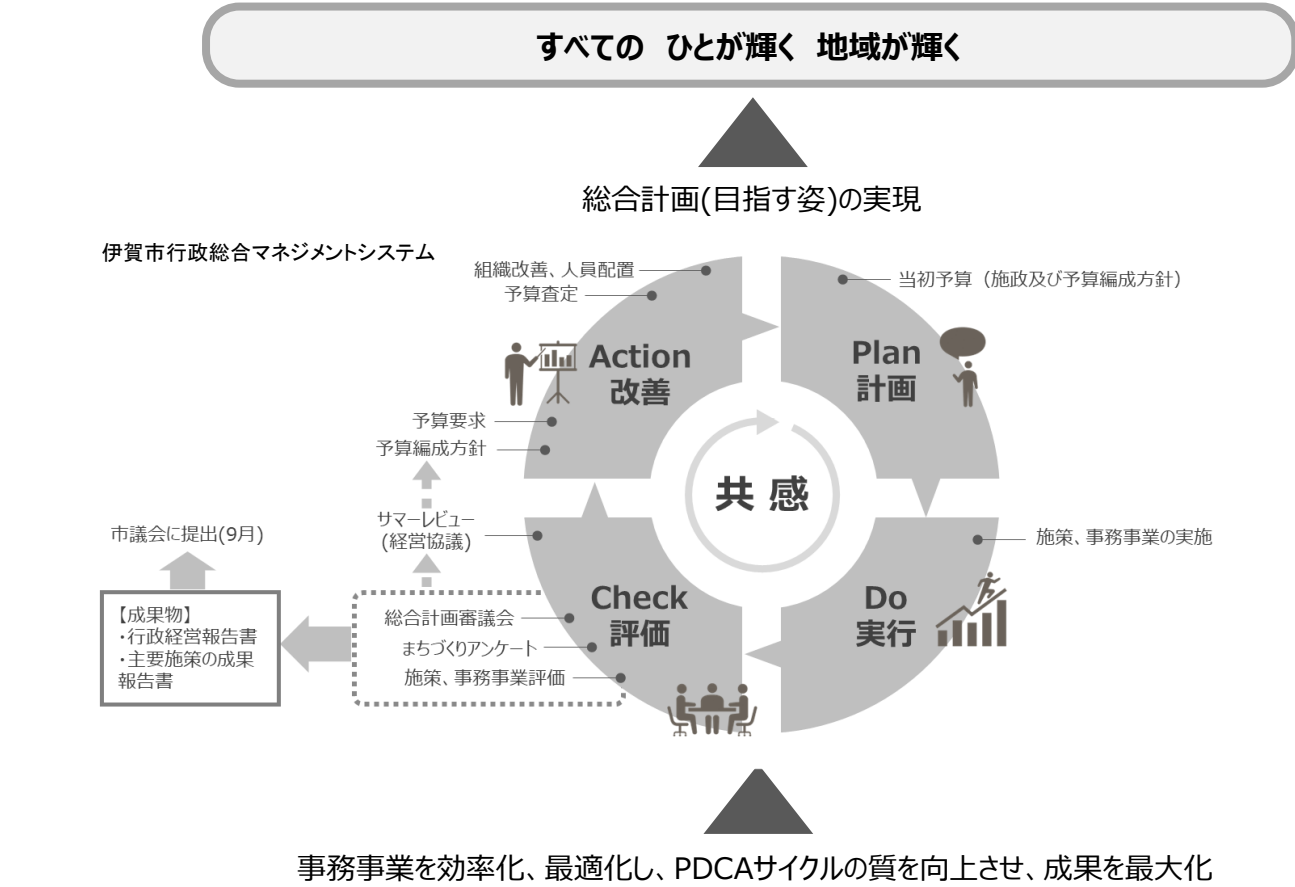 すべての ひとが輝く 地域が輝く
総合計画(目指す姿)の実現
伊賀市行政総合マネジメントシステム
組織改善、人員配置
予算査定
当初予算（施政及び予算編成方針）
Action
改善
Plan
計画
予算要求
予算編成方針
共 感
サマーレビュー
(経営協議)
市議会に提出(9月)
施策、事務事業の実施
【成果物】
・行政経営報告書
・主要施策の成果
報告書
総合計画審議会
まちづくりアンケート
施策、事務事業評価
Check
評価
Do
実行
事務事業を効率化、最適化し、PDCAサイクルの質を向上させ、成果を最大化